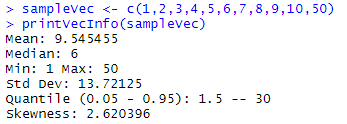 > sampleVec <- c(1,2,3,4,5,6,7,8,9,10,50)
> printVecInfo(sampleVec)
Mean: 9.545455
Median: 6
Min: 1 Max: 50
Std Dev: 13.72125
Quantile (0.05 - 0.95): 1.5 -- 30
Skewness: 2.620396